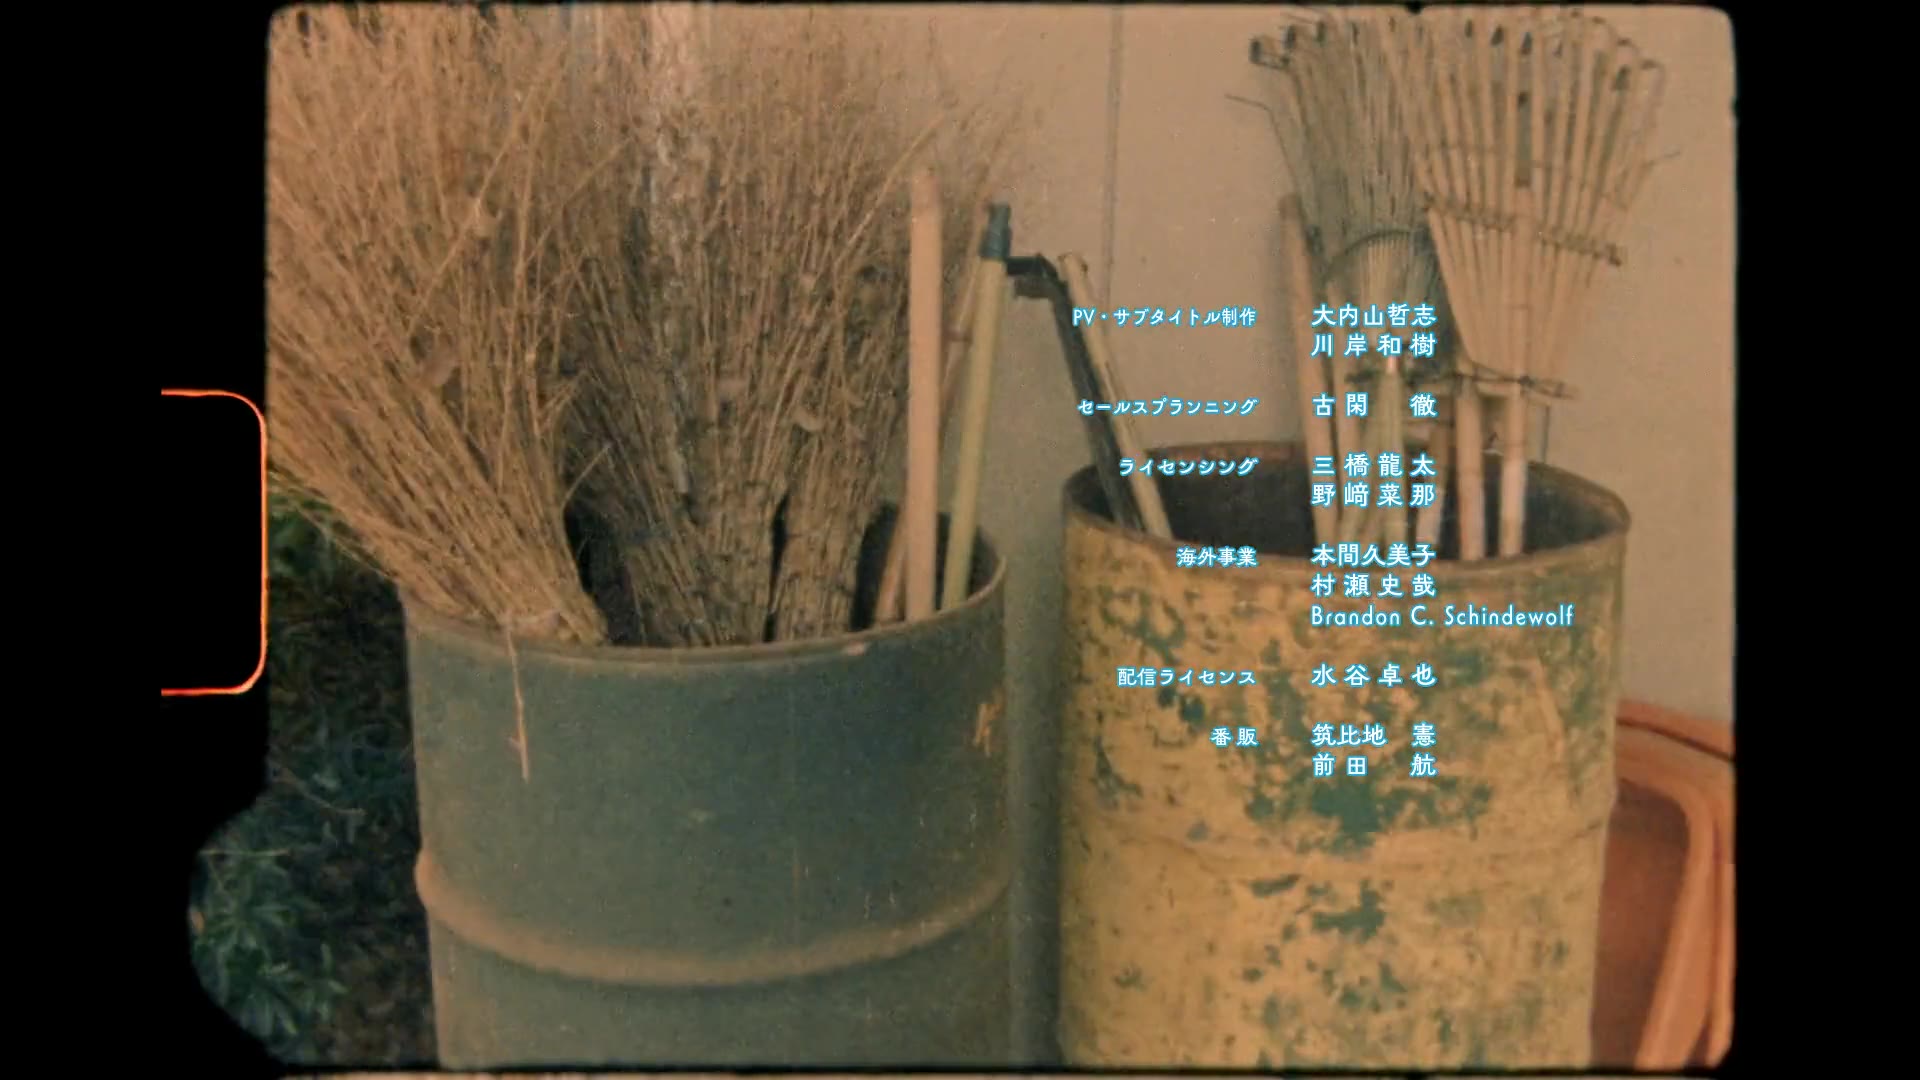 PV・サブタイトル制作 大内山哲志
川岸和樹
セールスプランニング 古閑 徹
ライセンシング 三橋龍太
野﨑菜那
海外事業 本間久美子
村瀬史哉
Brandon C. Schindewolf
配信ライセンス 水谷卓也
番販 筑比地 憲
前田 航